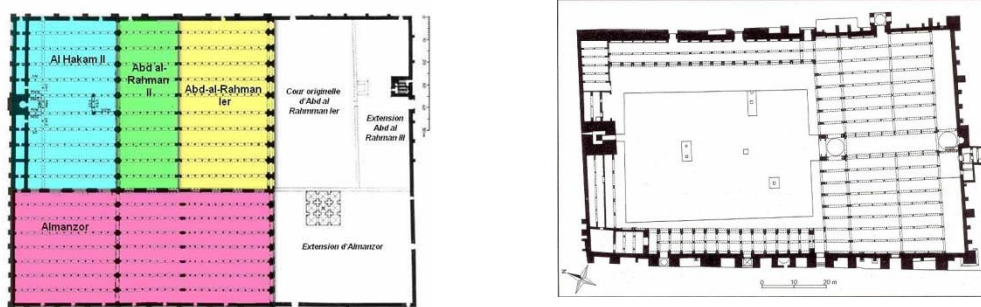 Al Hakam II
Abd al-
Rahman
II
Abd-al-Rahman
Ier
Cour originelle
d'Abd al
Rahmman Ier
Extension
Abd al
Rahman III
Almanzor
Extension d'Almanzor
N
0 10 20 m